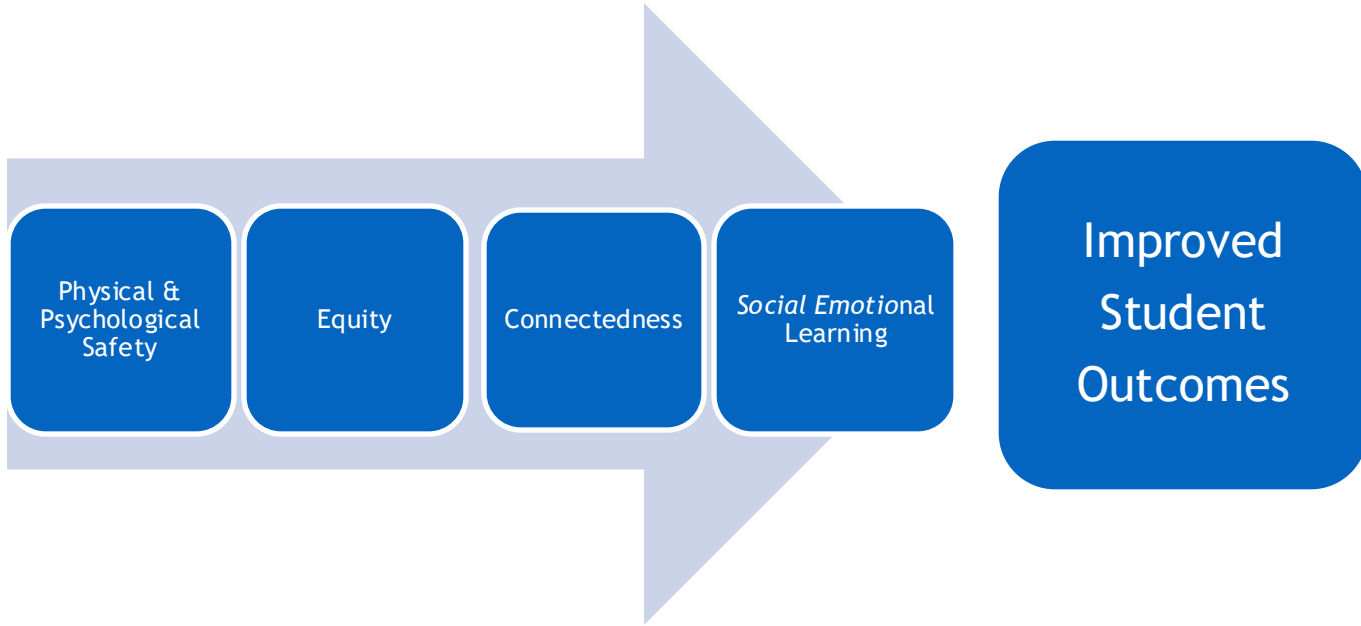 Physical &
Psychological
Safety
Equity
Connectedness
Social Emotional
Learning
Improved
Student
Outcomes